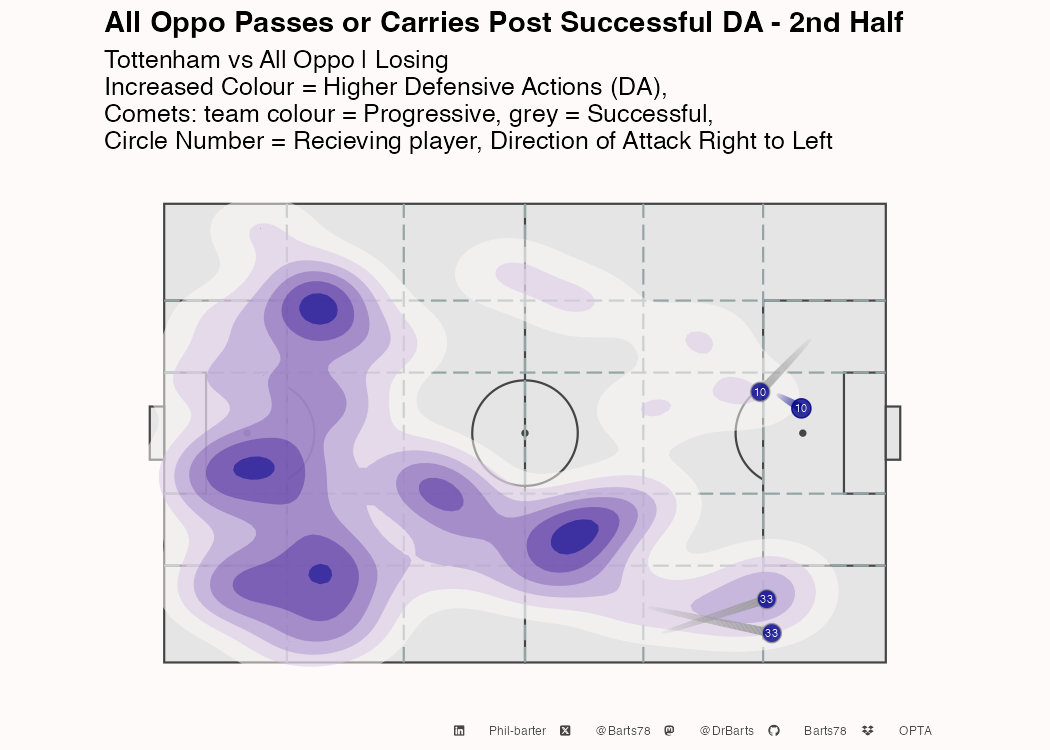 All Oppo Passes or Carries Post Successful DA - 2nd Half
Tottenham vs All Oppo | Losing
Increased Colour = Higher Defensive Actions (DA),
Comets: team colour = Progressive, grey = Successful,
Circle Number = Recieving player, Direction of Attack Right to Left
10
10
33
33
Phil-barter @Barts78 @DrBarts Barts78 OPTA